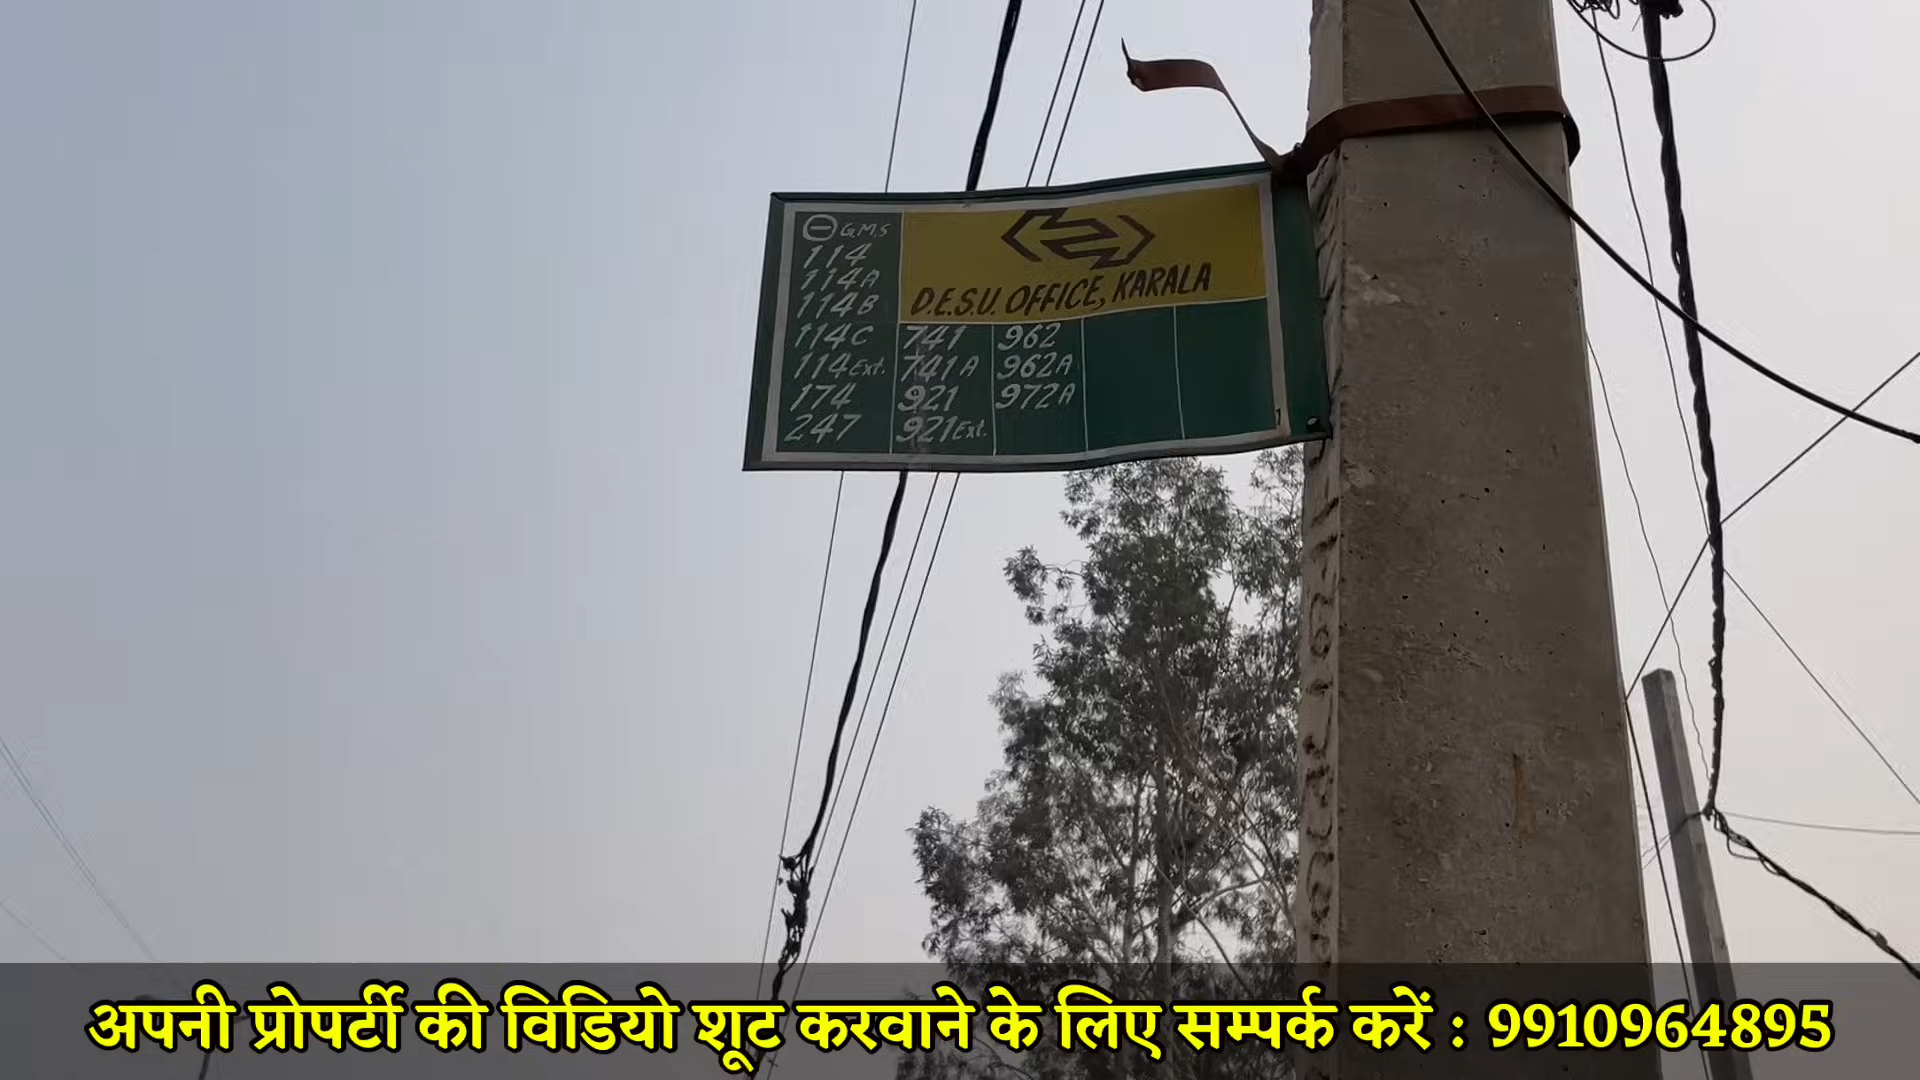 G.M.S
114
114A
114B
D.E.S.U. OFFICE, KARALA
114C 741 962
114Ext. 741A 962A
174 921 972A
247 921Ext.
अपनी प्रोपर्टी की विडियो शूट करवाने के लिए सम्पर्क करें : 9910964895